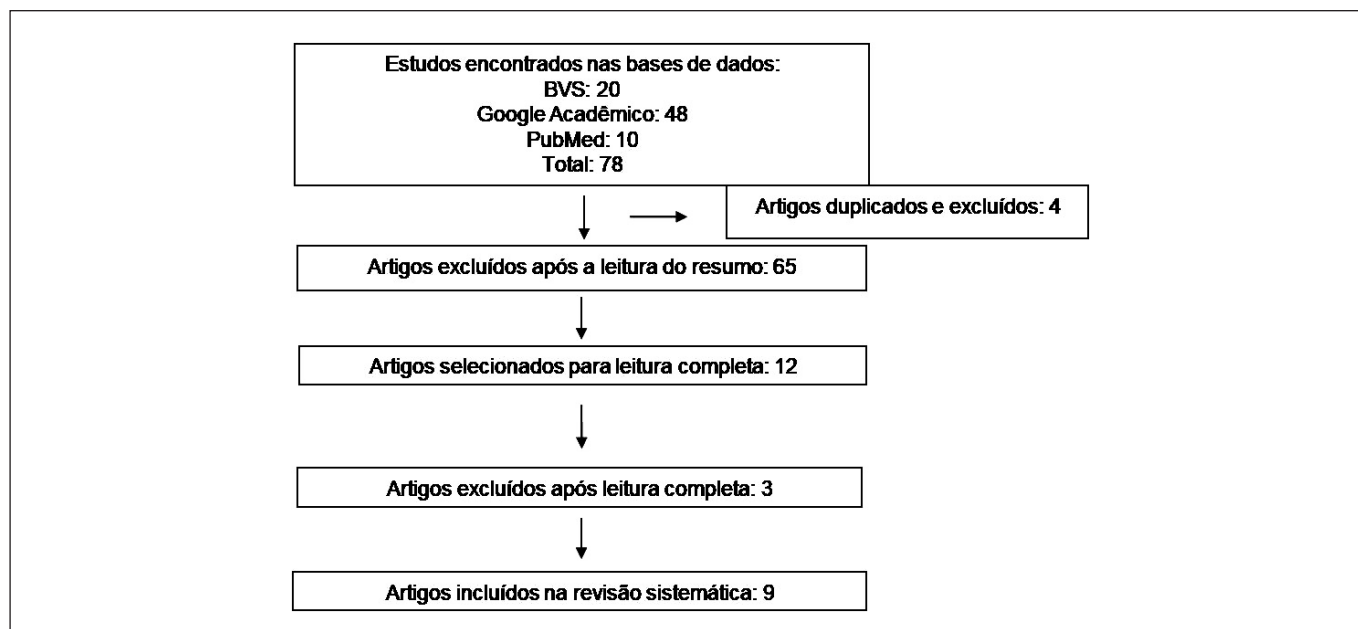 Estudos encontrados nas bases de dados:
BVS: 20
Google Acadêmico: 48
PubMed: 10
Total: 78
Artigos duplicados e excluídos: 4
Artigos excluídos após a leitura do resumo: 65
Artigos selecionados para leitura completa: 12
Artigos excluídos após leitura completa: 3
Artigos incluídos na revisão sistemática: 9